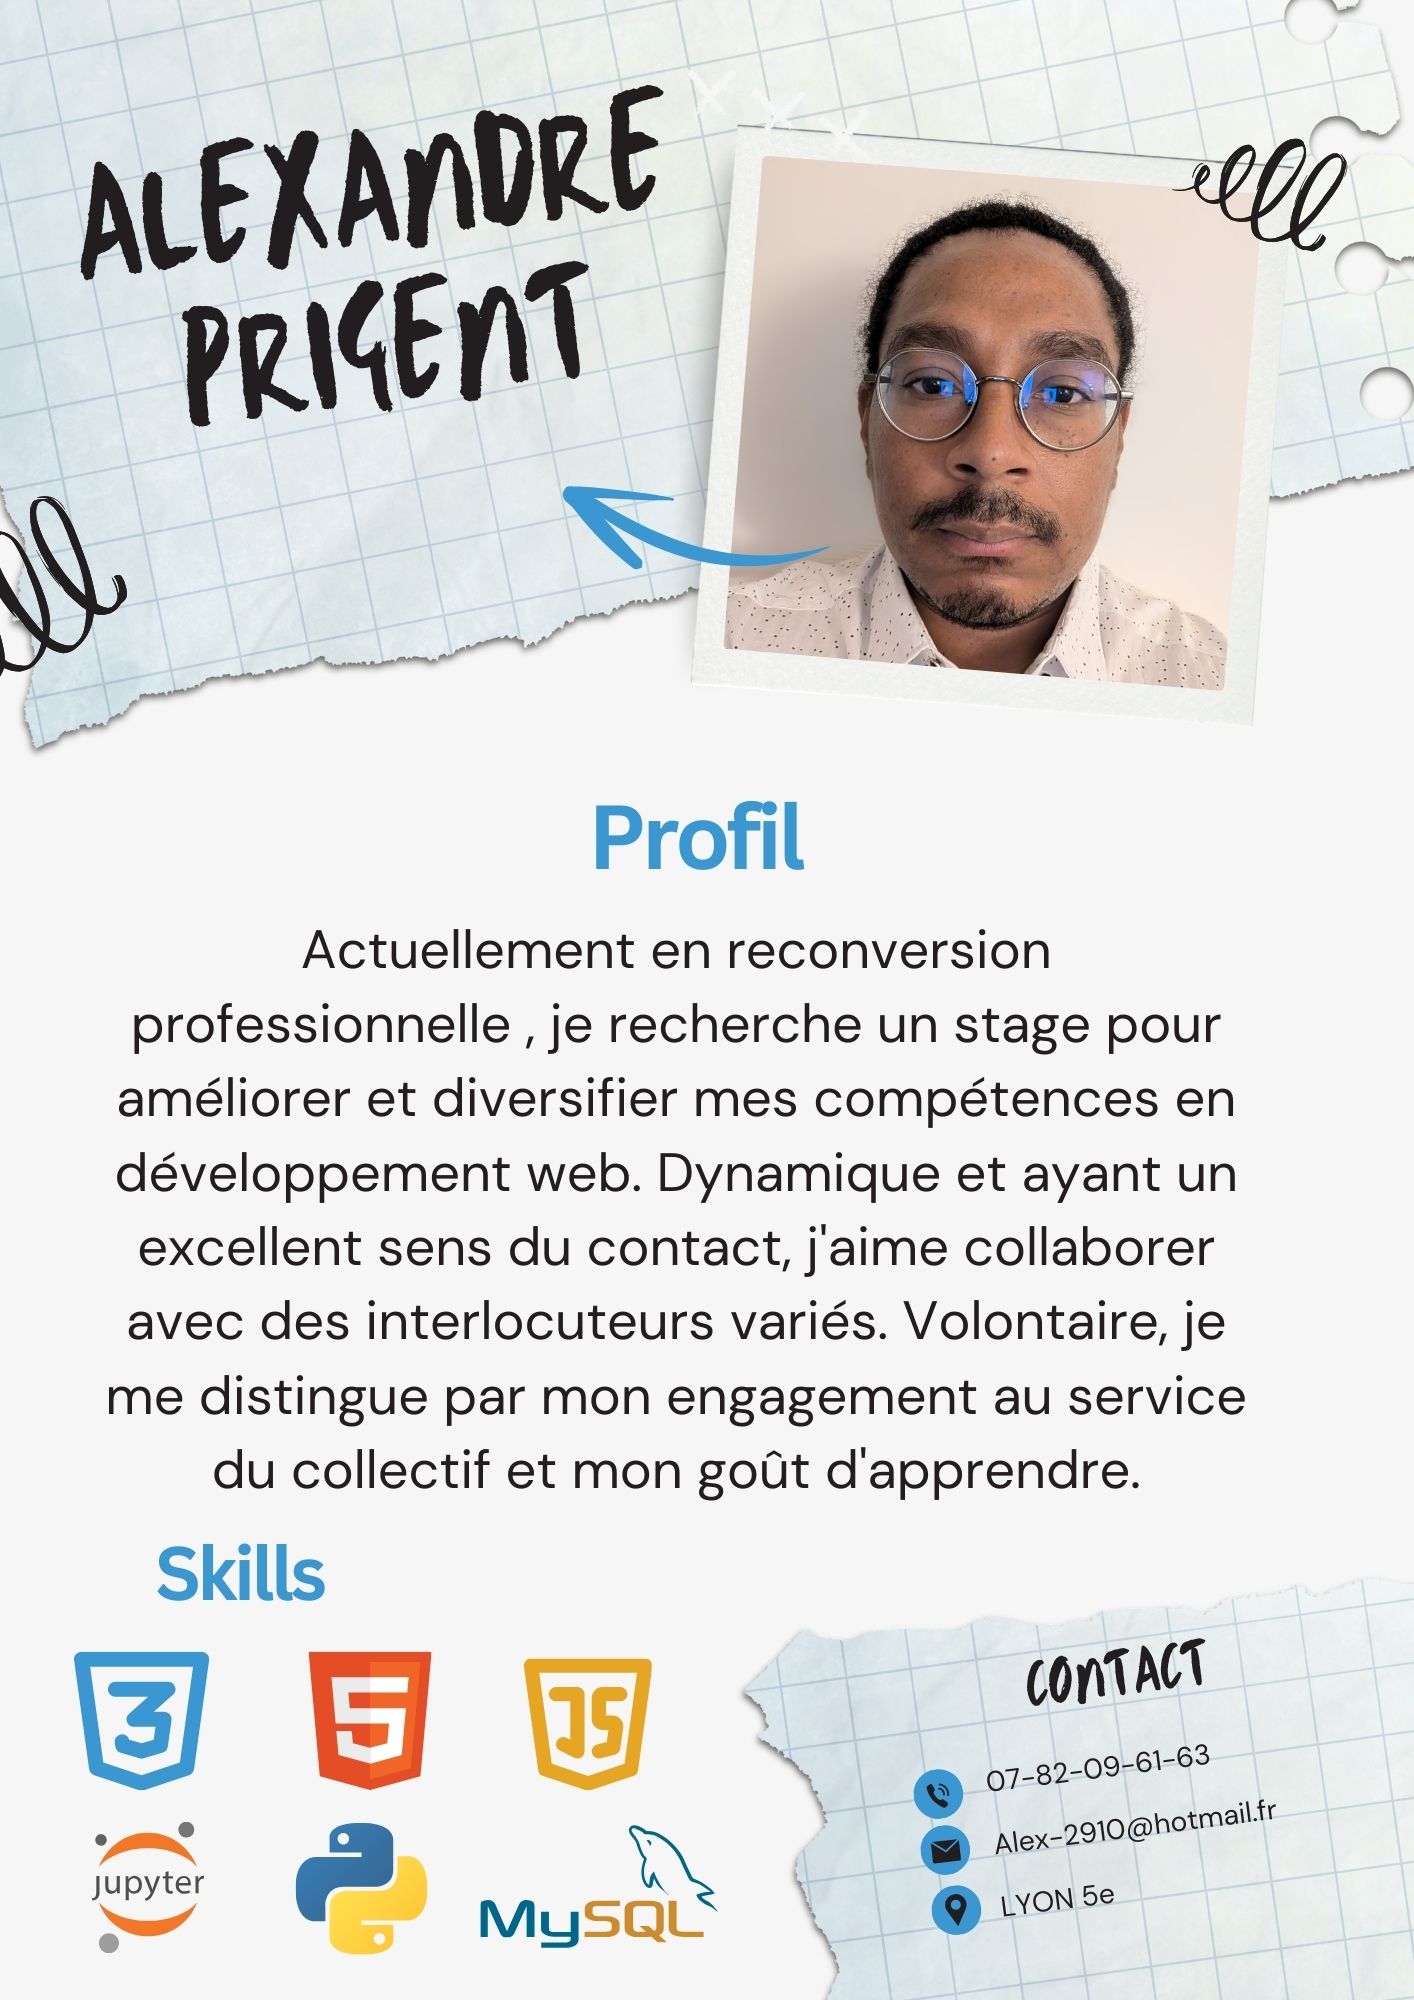 ALEXANDRE
PRIGENT
Profil
Actuellement en reconversion
professionnelle , je recherche un stage pour
améliorer et diversifier mes compétences en
développement web. Dynamique et ayant un
excellent sens du contact, j'aime collaborer
avec des interlocuteurs variés. Volontaire, je
me distingue par mon engagement au service
du collectif et mon goût d'apprendre.
Skills
3
5
JS
jupyter
MySQL
CONTACT
07-82-09-61-63
Alex-2910@hotmail.fr
LYON 5e